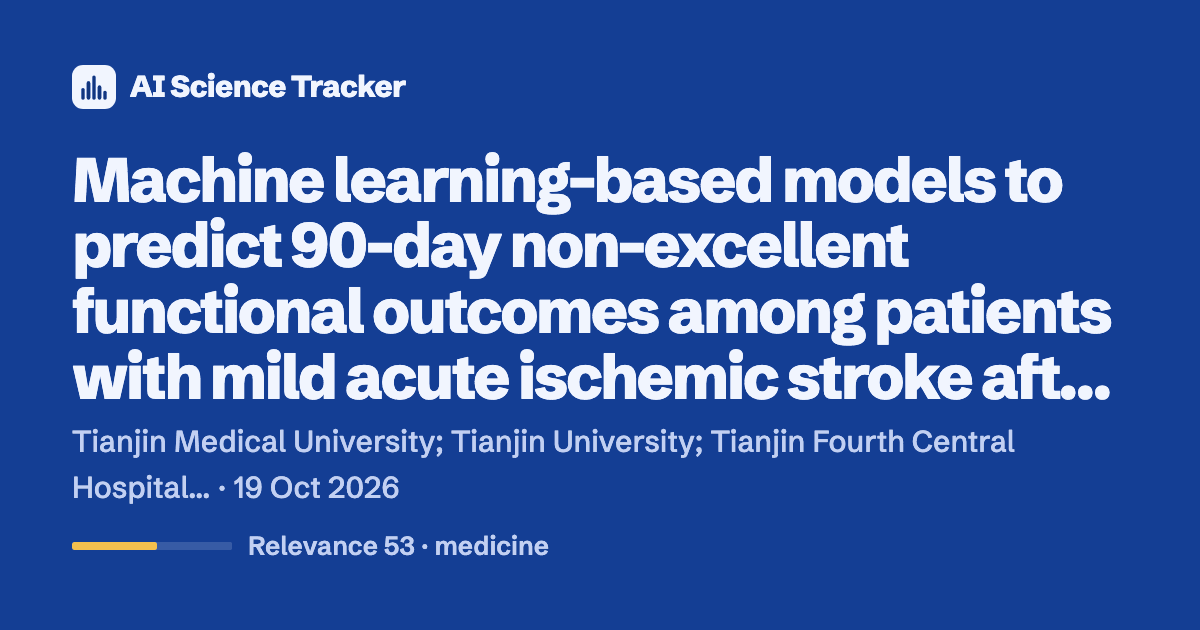 AI Science Tracker
Machine learning-based models to
predict 90-day non-excellent
functional outcomes among patients
with mild acute ischemic stroke aft...
Tianjin Medical University; Tianjin University; Tianjin Fourth Central
Hospital... · 19 Oct 2026
Relevance 53 · medicine